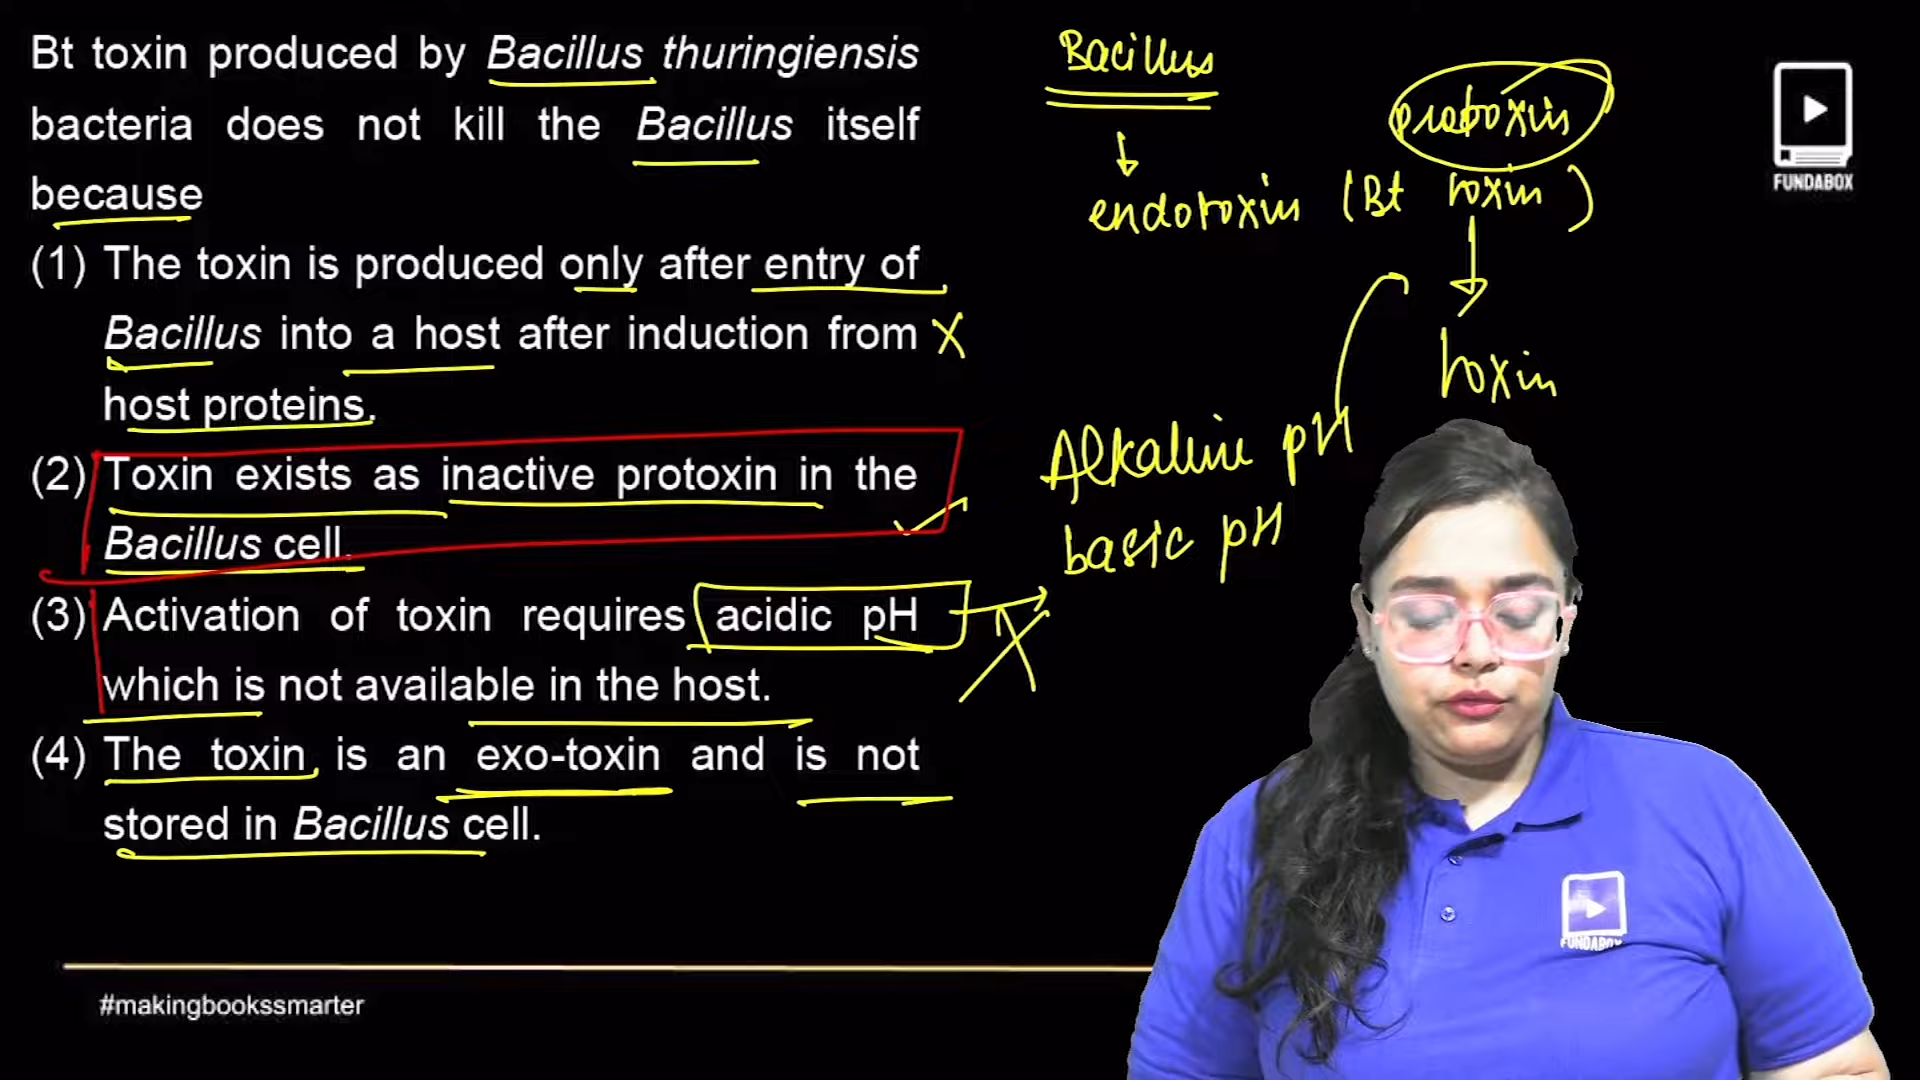 Bt toxin produced by Bacillus thuringiensis
bacteria does not kill the Bacillus itself
because
(1) The toxin is produced only after entry of
Bacillus into a host after induction from X
host proteins.
(2) Toxin exists as inactive protoxin in the
Bacillus cell.
(3) Activation of toxin requires acidic pH
which is not available in the host.
(4) The toxin is an exo-toxin and is not
stored in Bacillus cell.
#makingbookssmarter
Bacillus
protoxin
endotoxin (Bt toxin)
toxin
Alkaline pH
basic pH
X
FUNDABOX
FUNDABOX